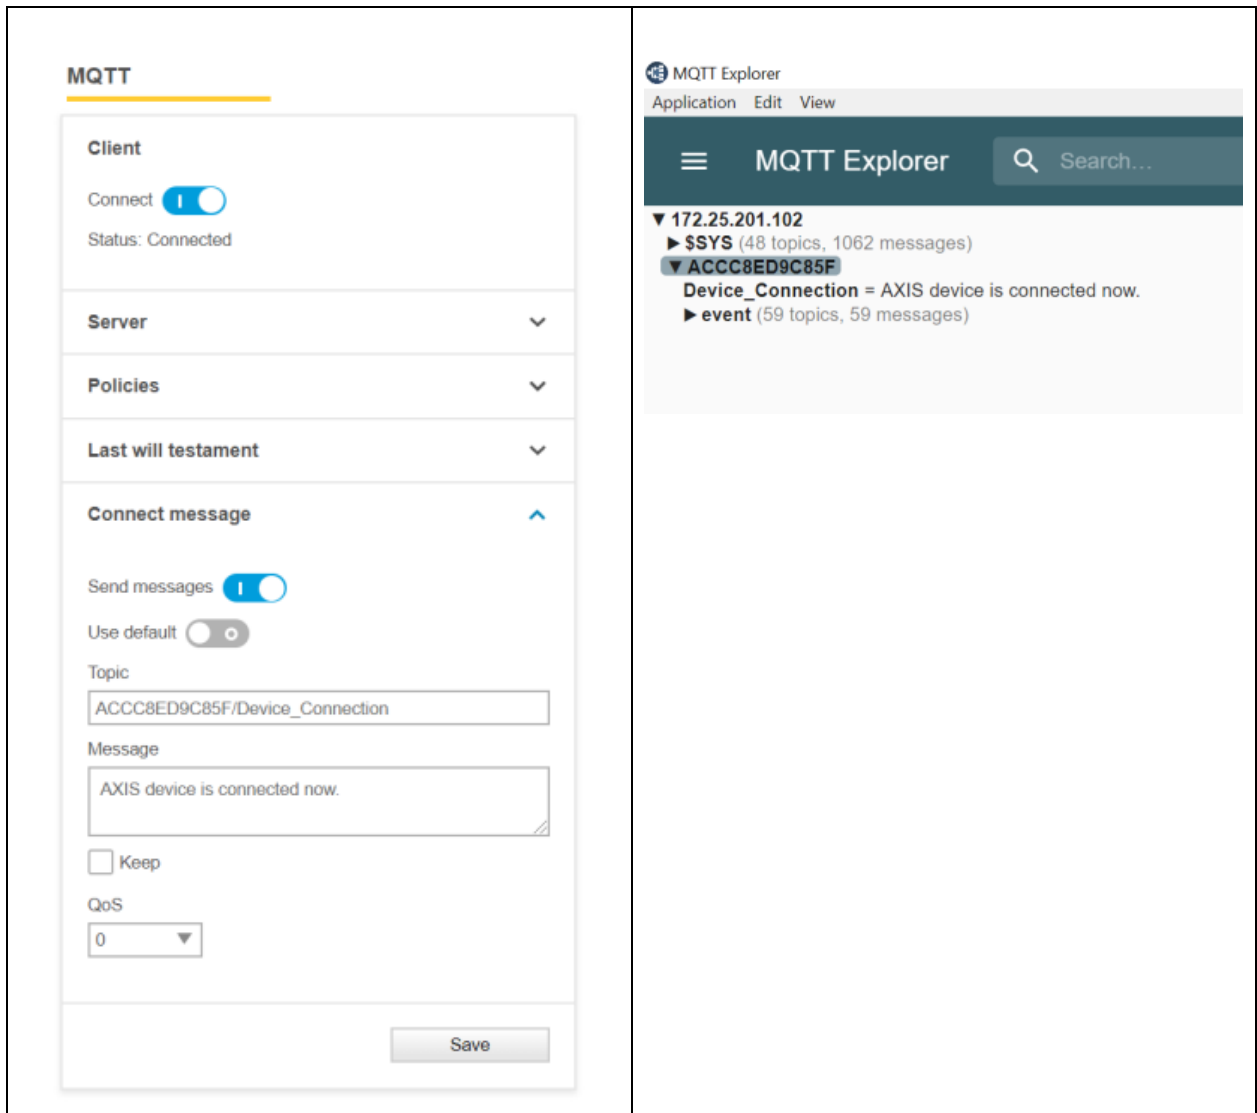 MQTT
Client
Connect
Status: Connected
Server
Policies
Last will testament
Connect message
Send messages
Use default
Topic
ACCC8ED9C85F/Device_Connection
Message
AXIS device is connected now.
Keep
QoS
0
Save
MQTT Explorer
Application Edit View
MQTT Explorer Search...
172.25.201.102
$SYS (48 topics, 1062 messages)
ACCC8ED9C85F
Device_Connection = AXIS device is connected now.
event (59 topics, 59 messages)